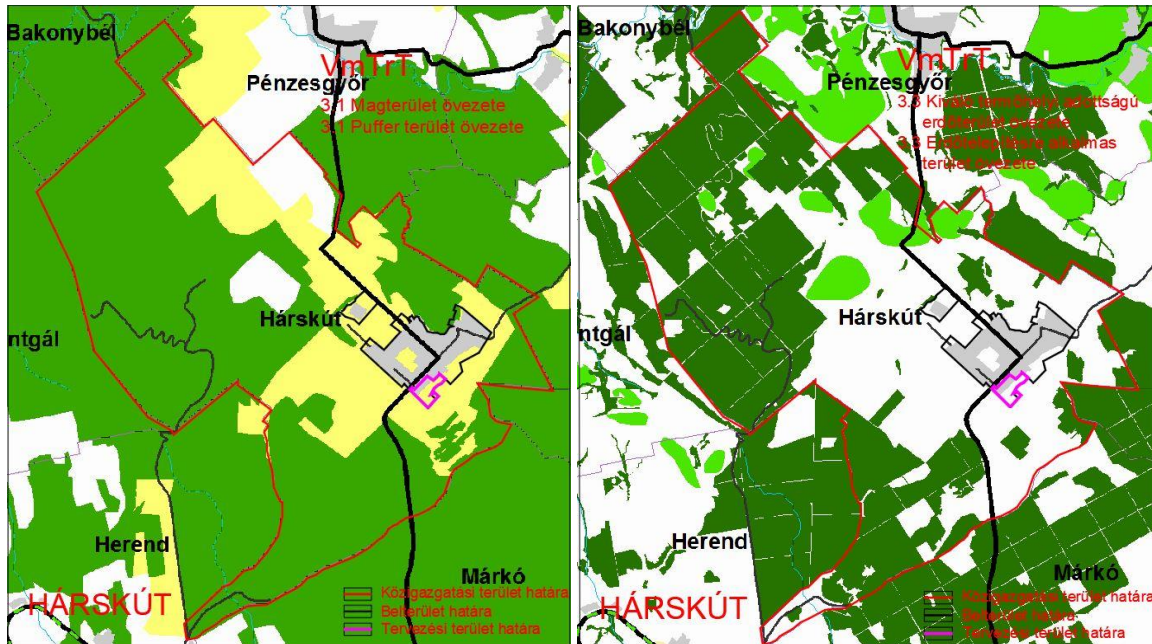 Bakonybél
VmTrT
Pénzesgyőr
3.1 Magterület övezete
3.1 Puffer terület övezete
Hárskút
ntgál
Herend
Márkó
HÁRSKÚT
Közigazgatási terület határa
Belterület határa
Tervezési terület határa
Bakonybél
VmTrT
Pénzesgyőr
3.3 Kiváló termőhelyi adottságú
erdőterület övezete
3.3 Erdőtelepítésre alkalmas
terület övezete
Hárskút
ntgál
Herend
Márkó
HÁRSKÚT
Közigazgatási terület határa
Belterület határa
Tervezési terület határa